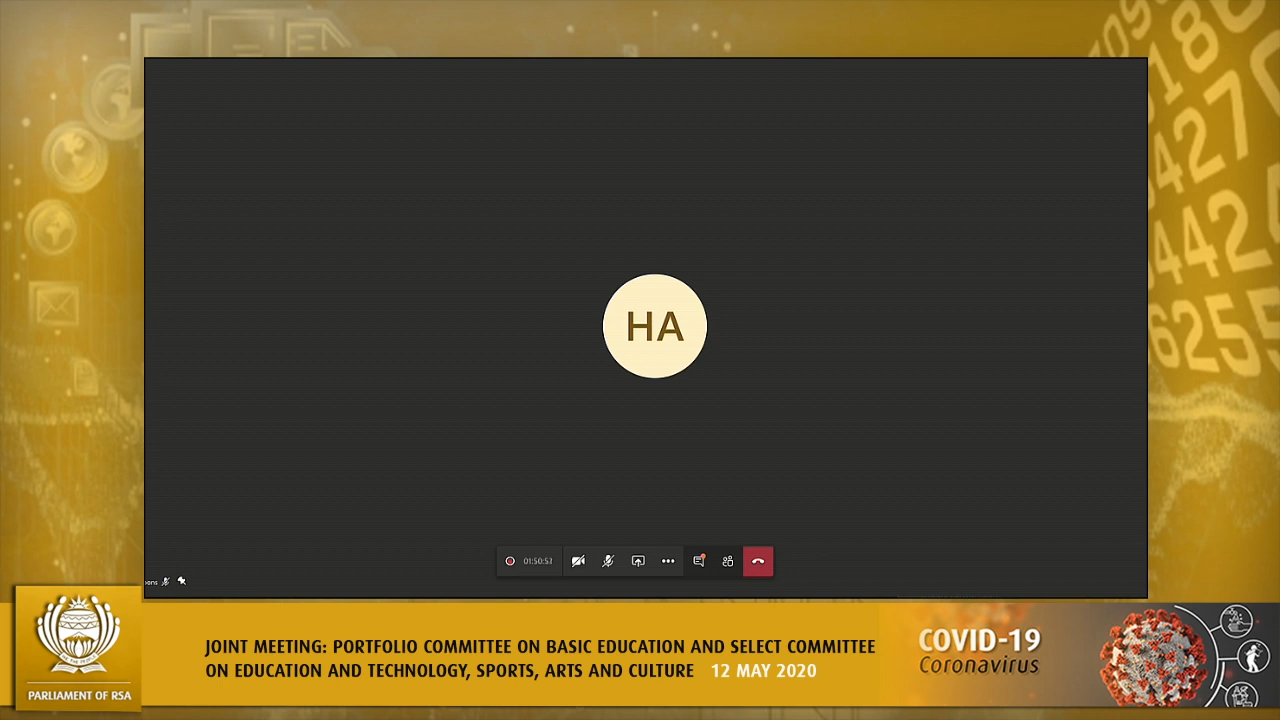 HA
01:50:53
JOINT MEETING: PORTFOLIO COMMITTEE ON BASIC EDUCATION AND SELECT COMMITTEE
ON EDUCATION AND TECHNOLOGY, SPORTS, ARTS AND CULTURE 12 MAY 2020
PARLIAMENT OF RSA
COVID-19
Coronavirus